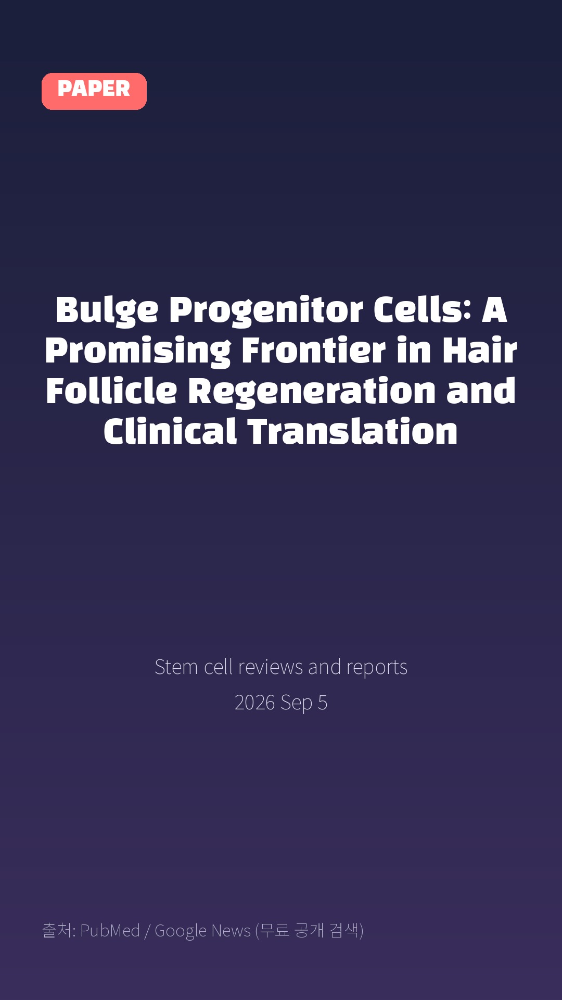 PAPER
Bulge Progenitor Cells: A
Promising Frontier in Hair
Follicle Regeneration and
Clinical Translation
Stem cell reviews and reports
2026 Sep 5
출처: PubMed / Google News (무료 공개 검색)